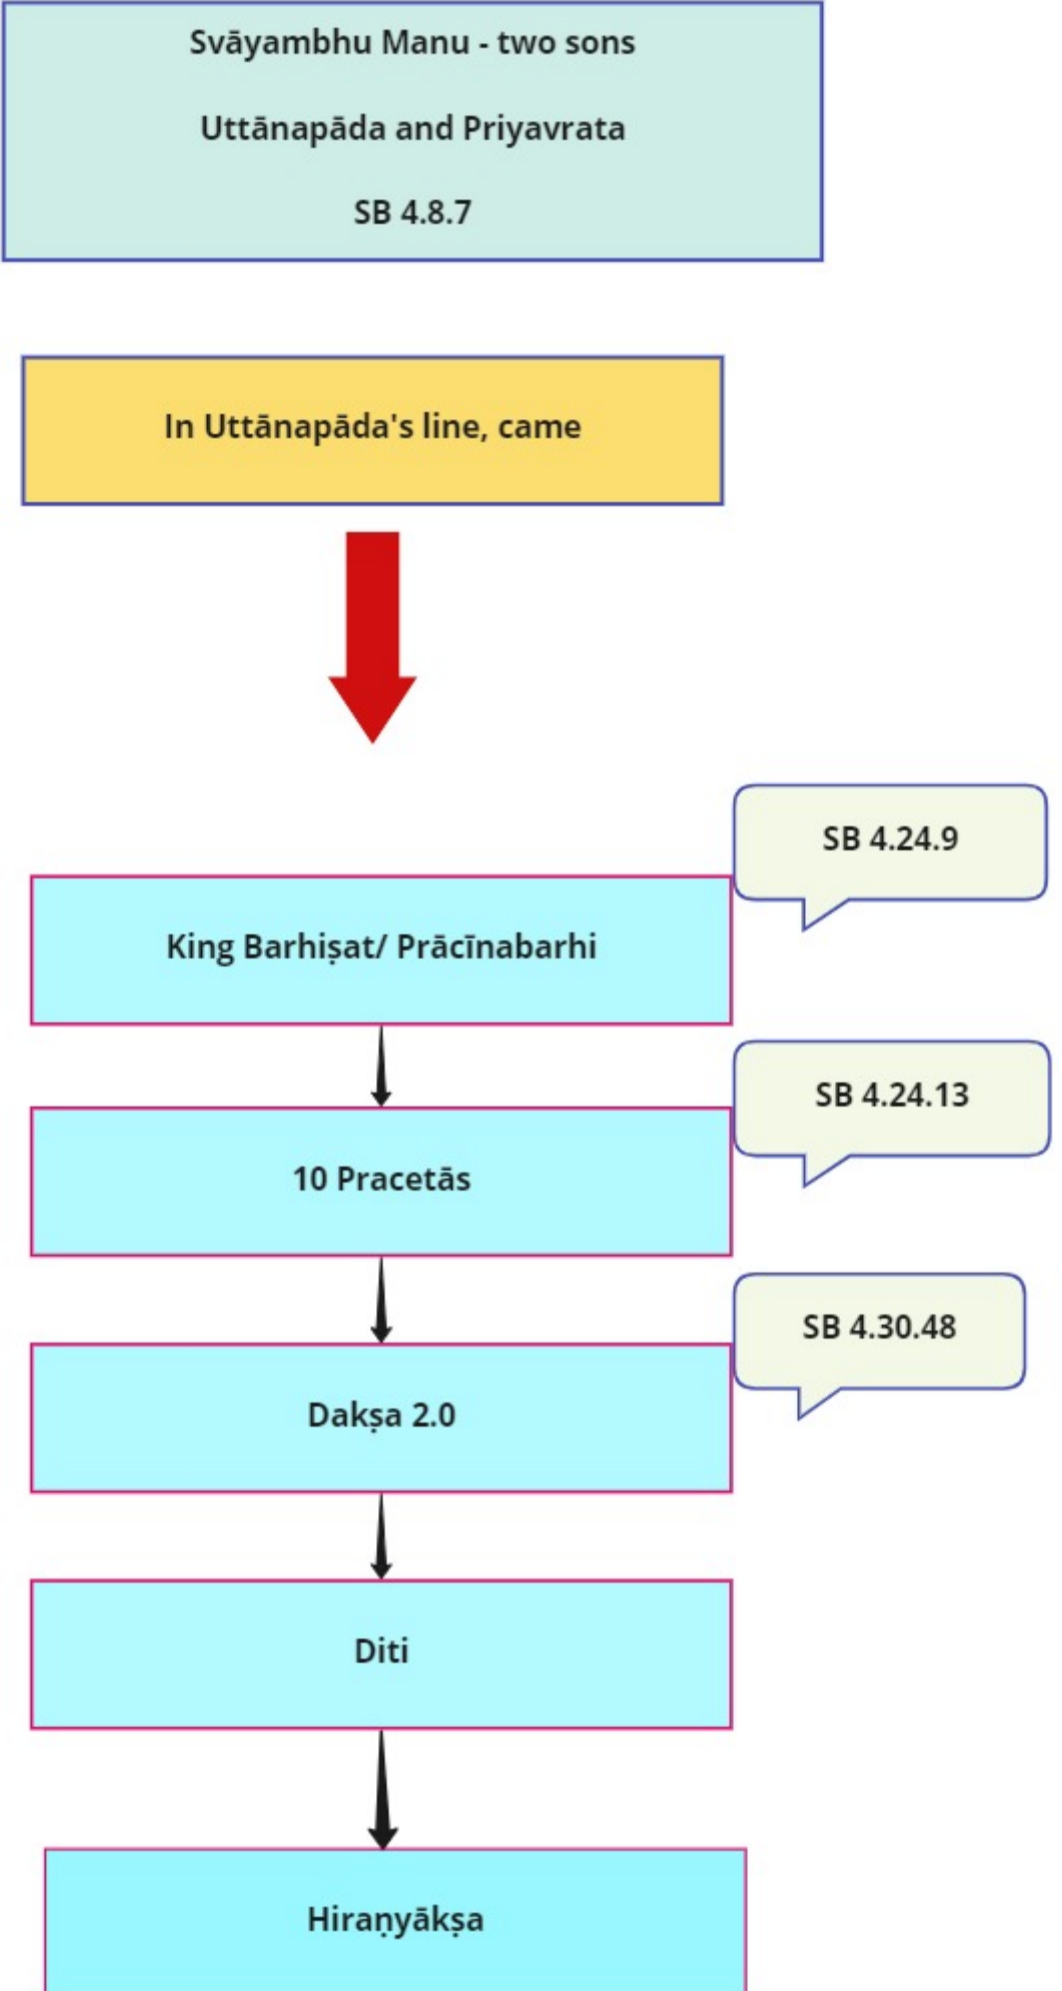 Svāyambhu Manu - two sons
Uttānapāda and Priyavrata
SB 4.8.7
In Uttānapāda's line, came
SB 4.24.9
King Barhiṣat/ Prācīnabarhi
SB 4.24.13
10 Pracetās
SB 4.30.48
Dakṣa 2.0
Diti
Hiraṇyākṣa